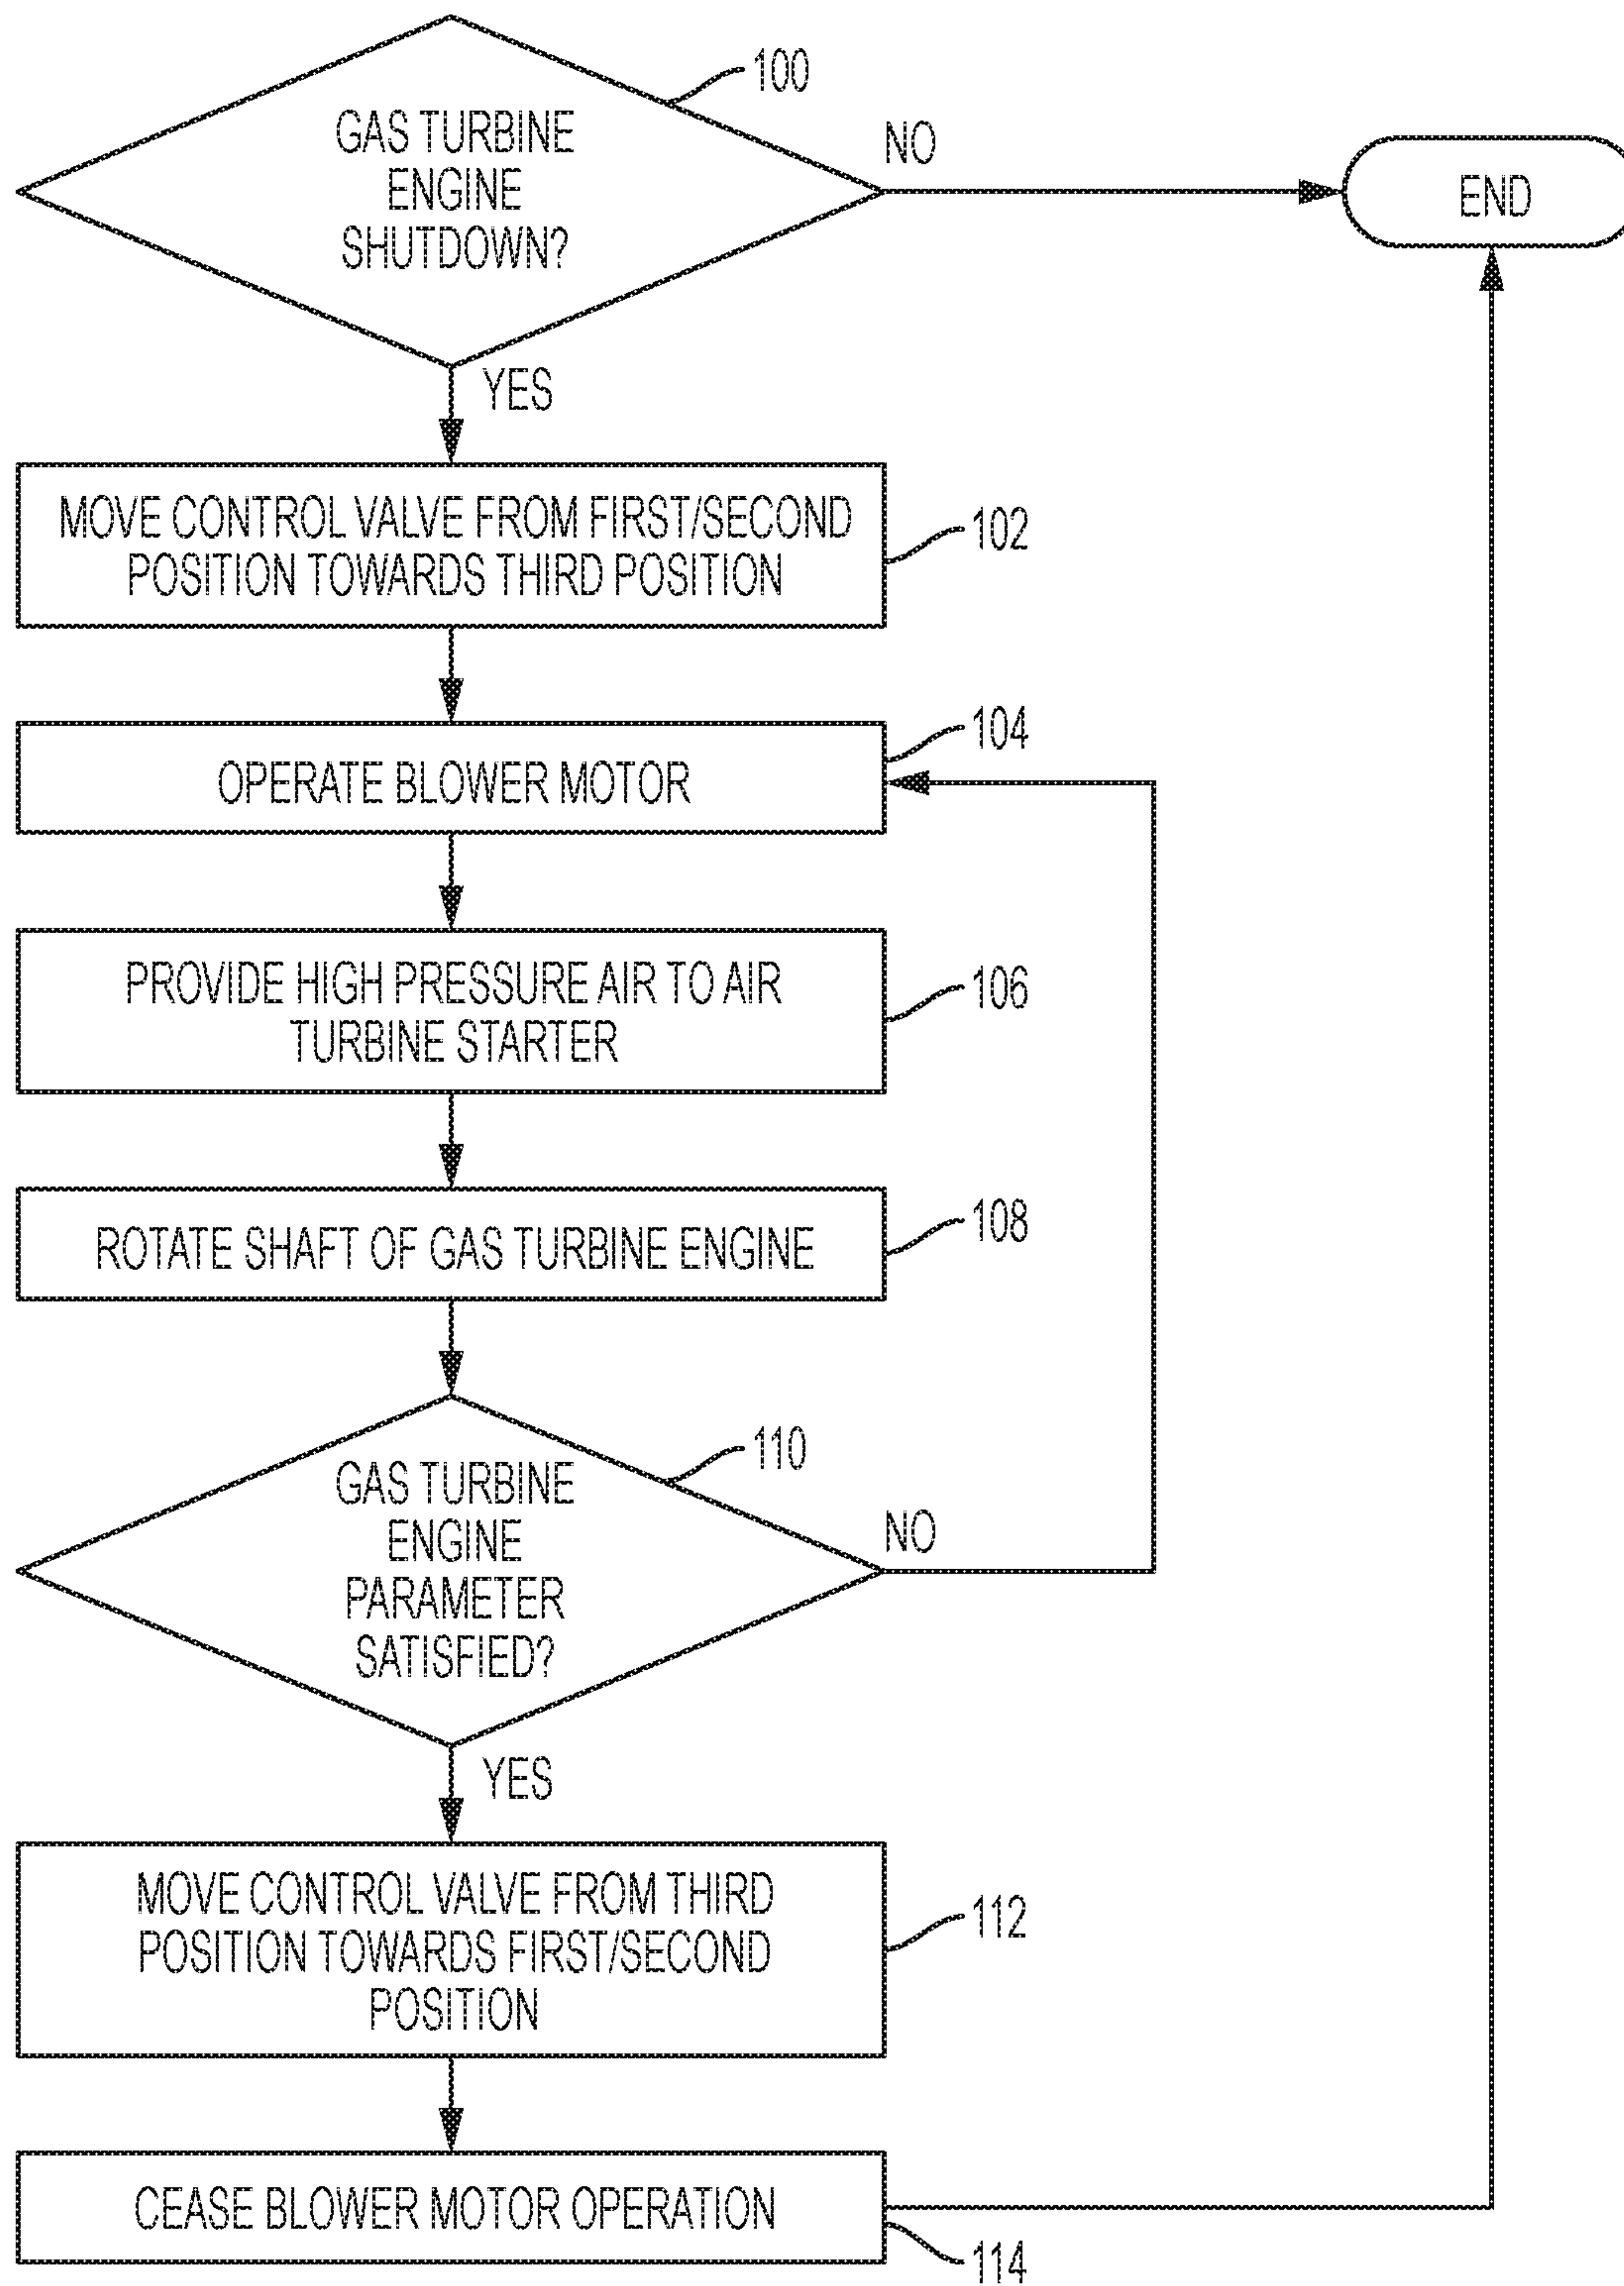 100
GAS TURBINE
ENGINE
SHUTDOWN?
NO
END
YES
MOVE CONTROL VALVE FROM FIRST/SECOND
POSITION TOWARDS THIRD POSITION
102
104
OPERATE BLOWER MOTOR
PROVIDE HIGH PRESSURE AIR TO AIR
TURBINE STARTER
106
ROTATE SHAFT OF GAS TURBINE ENGINE
108
110
GAS TURBINE
ENGINE
PARAMETER
SATISFIED?
NO
YES
MOVE CONTROL VALVE FROM THIRD
POSITION TOWARDS FIRST/SECOND
POSITION
112
CEASE BLOWER MOTOR OPERATION
114